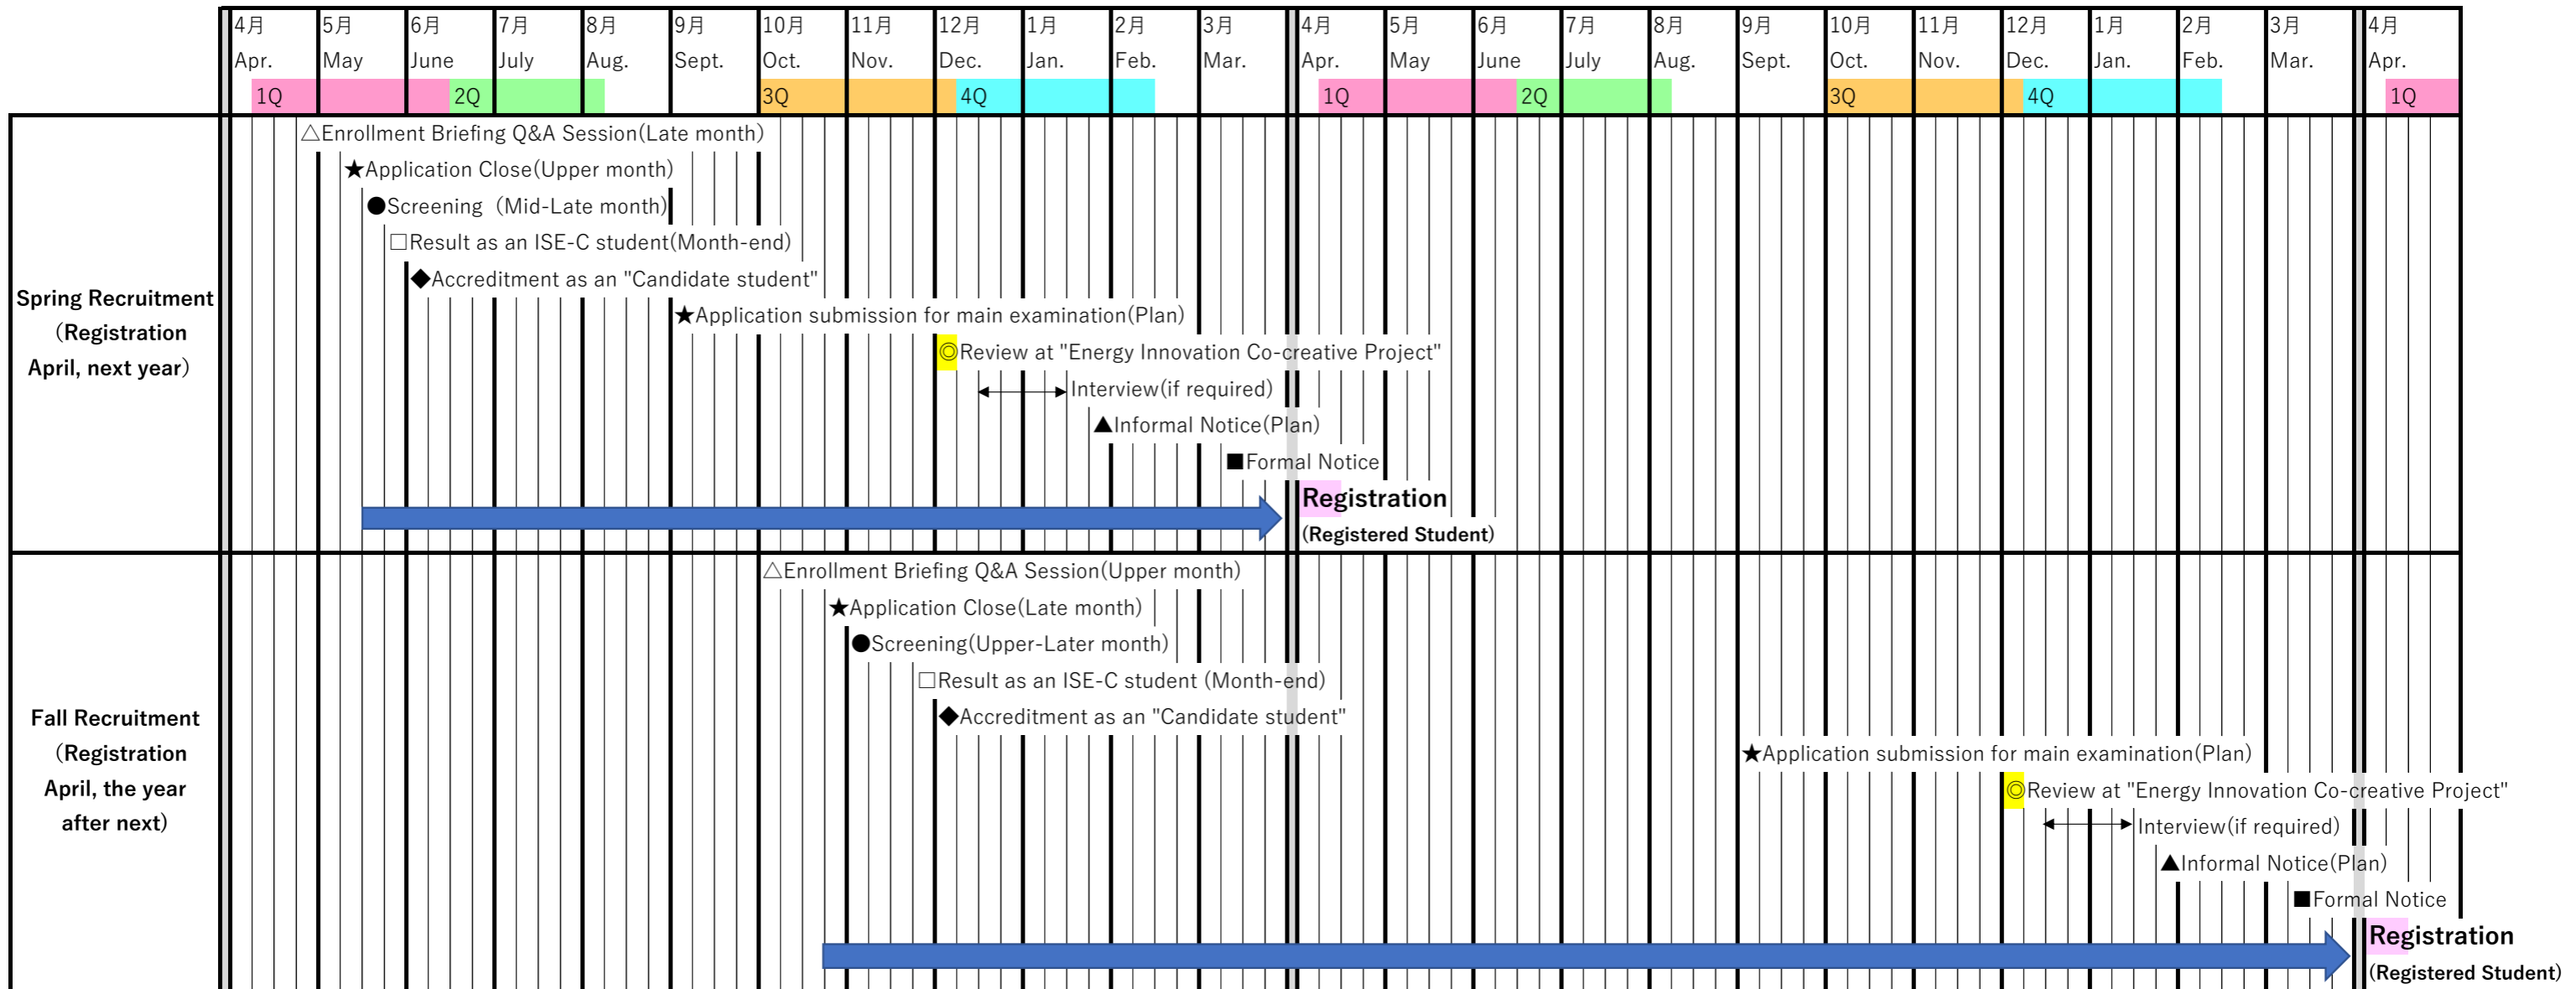 4月 5月 6月 7月 8月 9月 10月 11月 12月 1月 2月 3月 4月 5月 6月 7月 8月 9月 10月 11月 12月 1月 2月 3月 4月
Apr. May June July Aug. Sept. Oct. Nov. Dec. Jan. Feb. Mar. Apr. May June July Aug. Sept. Oct. Nov. Dec. Jan. Feb. Mar. Apr.
1Q 2Q 3Q 4Q 1Q 2Q 3Q 4Q 1Q
Spring Recruitment
（Registration
April, next year）
△Enrollment Briefing Q&A Session(Late month)
★Application Close(Upper month)
●Screening（Mid-Late month)
□Result as an ISE-C student(Month-end)
◆Accreditment as an "Candidate student"
★Application submission for main examination(Plan)
◎Review at "Energy Innovation Co-creative Project"
Interview(if required)
▲Informal Notice(Plan)
■Formal Notice
Registration
(Registered Student)
Fall Recruitment
（Registration
April, the year
after next)
△Enrollment Briefing Q&A Session(Upper month)
★Application Close(Late month)
●Screening(Upper-Later month)
□Result as an ISE-C student (Month-end)
◆Accreditment as an "Candidate student"
★Application submission for main examination(Plan)
◎Review at "Energy Innovation Co-creative Project"
Interview(if required)
▲Informal Notice(Plan)
■Formal Notice
Registration
(Registered Student)